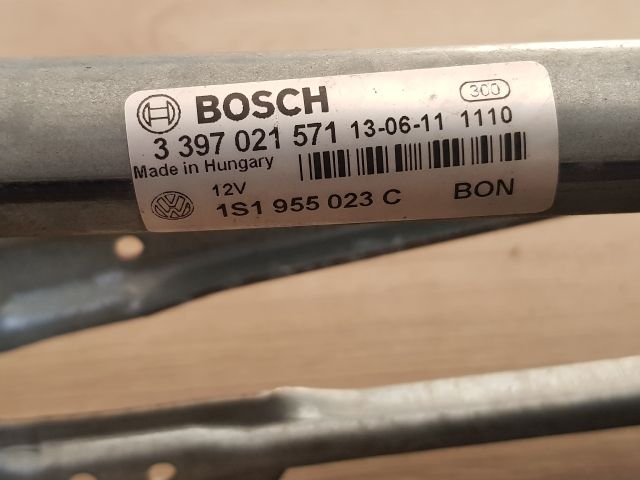 BOSCH 300
3 397 021 571 13-06-11 1110
Made in Hungary
12V
1S1 955 023 C BON